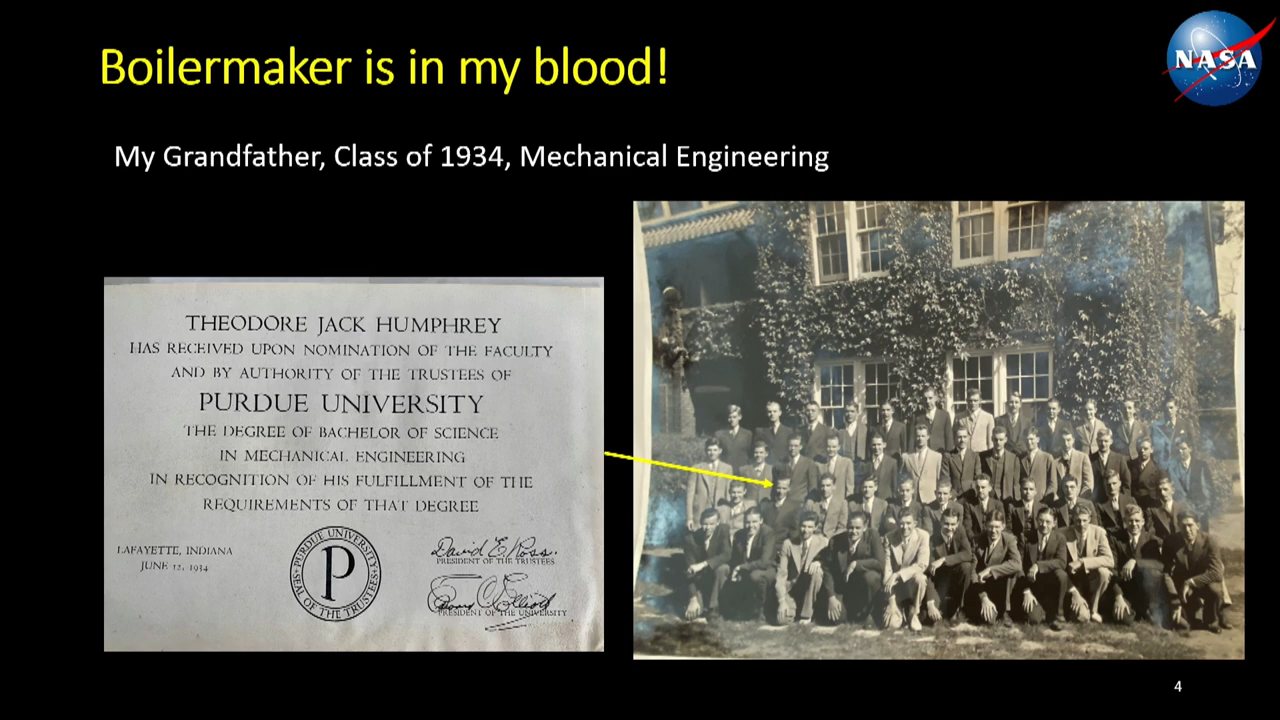 Boilermaker is in my blood!
NASA
My Grandfather, Class of 1934, Mechanical Engineering
THEODORE JACK HUMPHREY
HAS RECEIVED UPON NOMINATION OF THE FACULTY
AND BY AUTHORITY OF THE TRUSTEES OF
PURDUE UNIVERSITY
THE DEGREE OF BACHELOR OF SCIENCE
IN MECHANICAL ENGINEERING
IN RECOGNITION OF HIS FULFILLMENT OF THE
REQUIREMENTS OF THAT DEGREE
LAFAYETTE, INDIANA
JUNE 12, 1934
PURDUE UNIVERSITY
P
SEAL OF THE TRUSTEES
David E. Ross.
PRESIDENT OF THE TRUSTEES
Edward C. Elliott
PRESIDENT OF THE UNIVERSITY
4